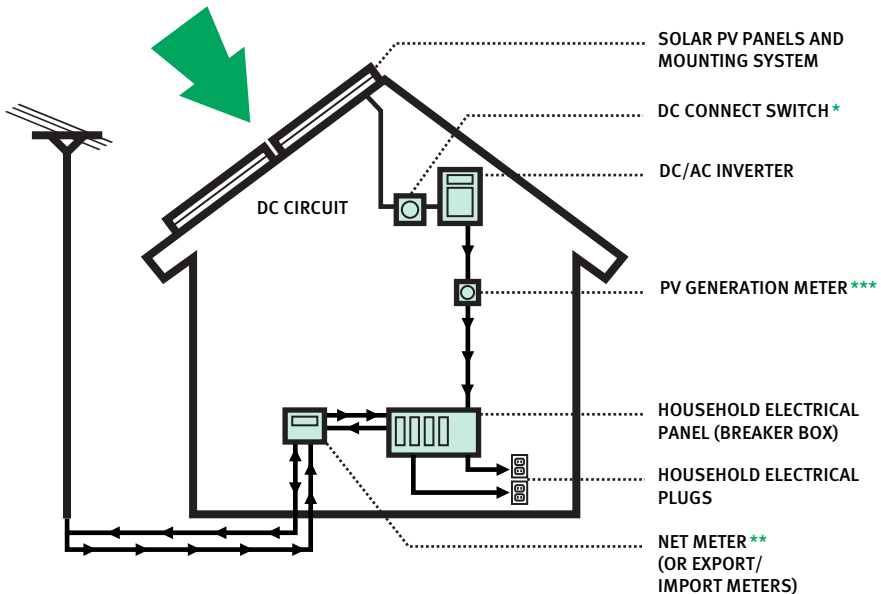 SOLAR PV PANELS AND
MOUNTING SYSTEM
DC CONNECT SWITCH *
DC/AC INVERTER
DC CIRCUIT
PV GENERATION METER ***
HOUSEHOLD ELECTRICAL
PANEL (BREAKER BOX)
HOUSEHOLD ELECTRICAL
PLUGS
NET METER **
(OR EXPORT/
IMPORT METERS)